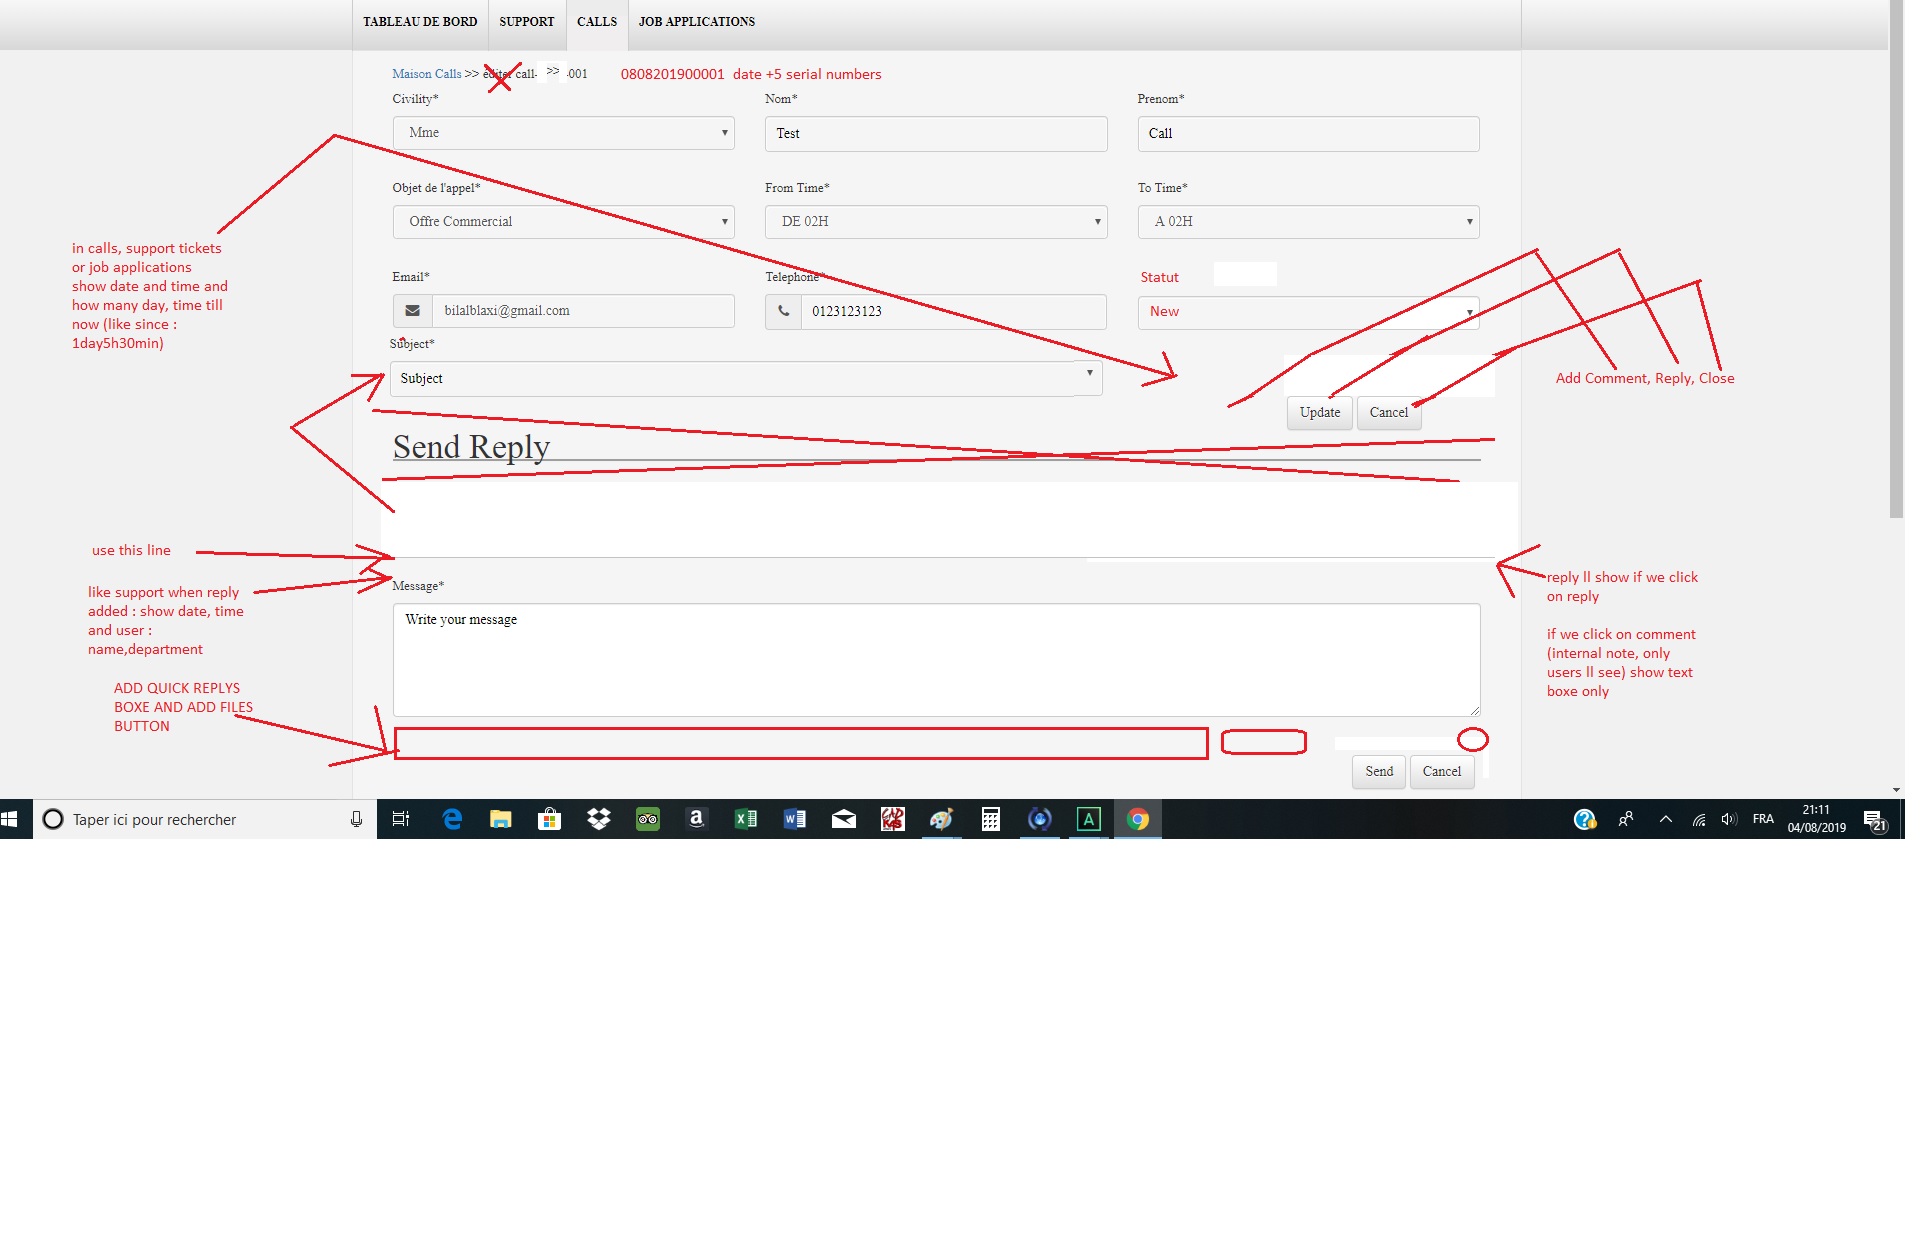 TABLEAU DE BORD SUPPORT CALLS JOB APPLICATIONS
Maison Calls >> editer call- >> -001 0808201900001 date +5 serial numbers
Civility* Nom* Prenom*
Mme Test Call
Objet de l'appel* From Time* To Time*
Offre Commercial DE 02H A 02H
in calls, support tickets
or job applications
show date and time and
how many day, time till
now (like since :
1day5h30min)
Email* Telephone* Statut
bilalblaxi@gmail.com 0123123123 New
Subject*
Subject
Add Comment, Reply, Close
Update Cancel
Send Reply
use this line
like support when reply
added : show date, time
and user :
name,department
reply ll show if we click
on reply
if we click on comment
(internal note, only
users ll see) show text
boxe only
Message*
Write your message
ADD QUICK REPLYS
BOXE AND ADD FILES
BUTTON
Send Cancel
Taper ici pour rechercher
FRA
21:11
04/08/2019
21